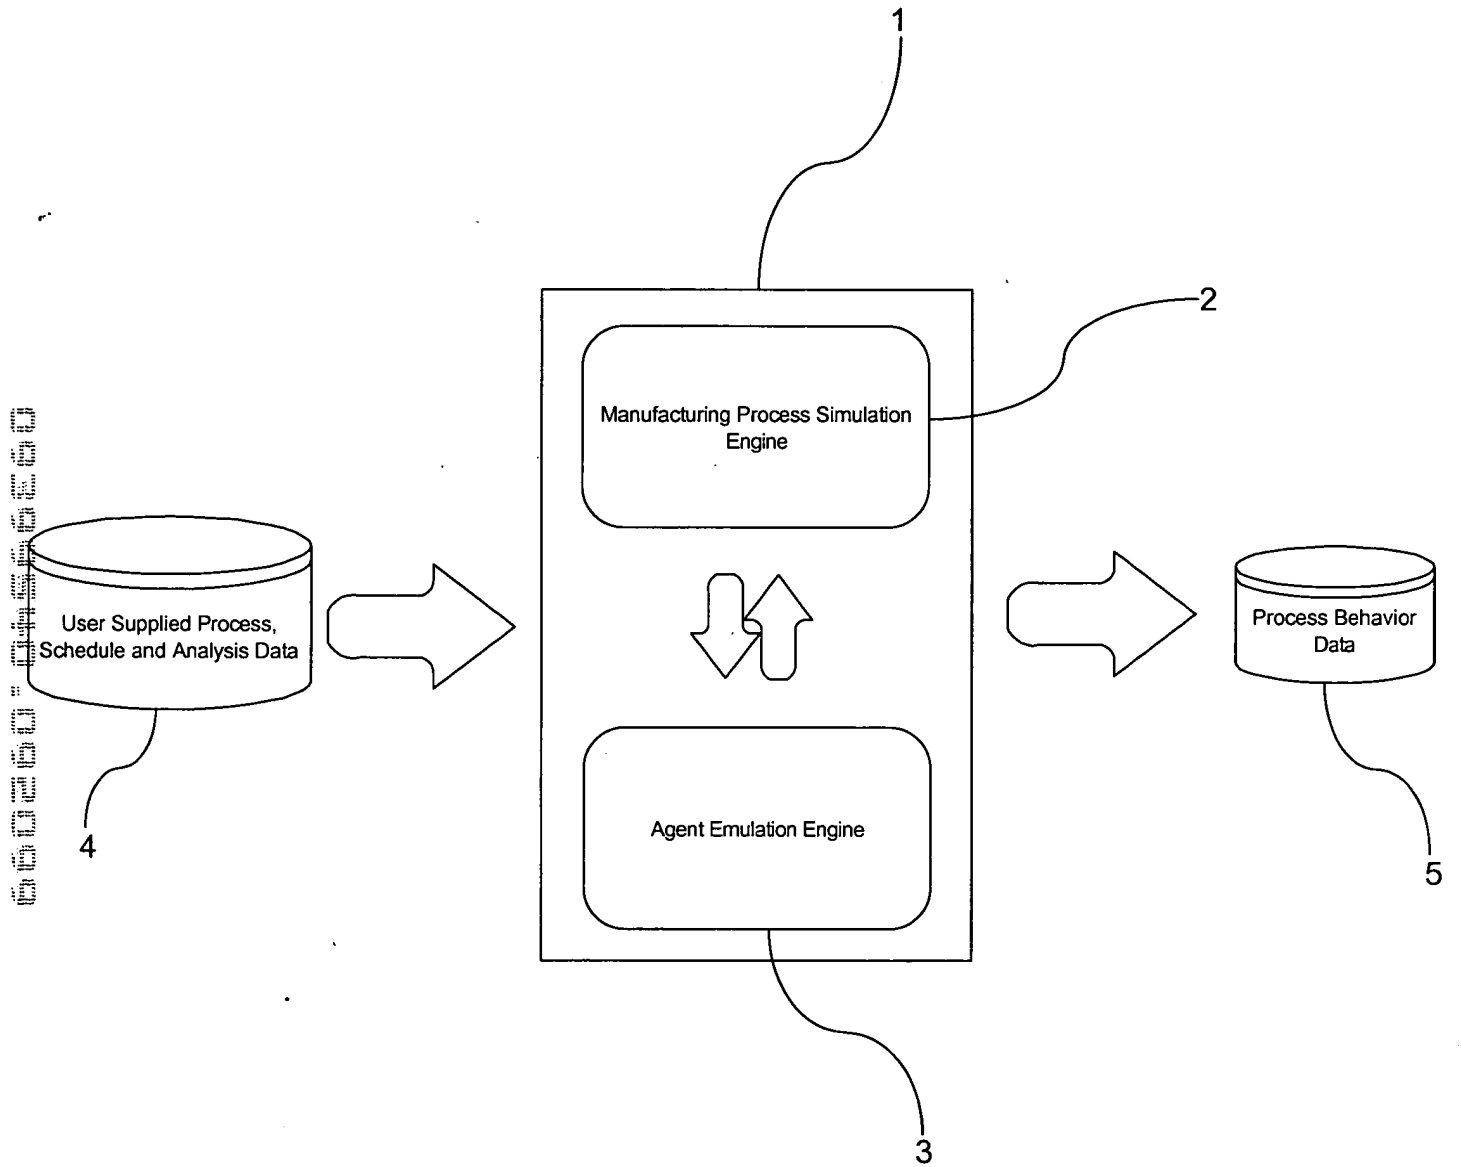 1
2
Manufacturing Process Simulation
Engine
User Supplied Process,
Schedule and Analysis Data
Process Behavior
Data
Agent Emulation Engine
4
5
3